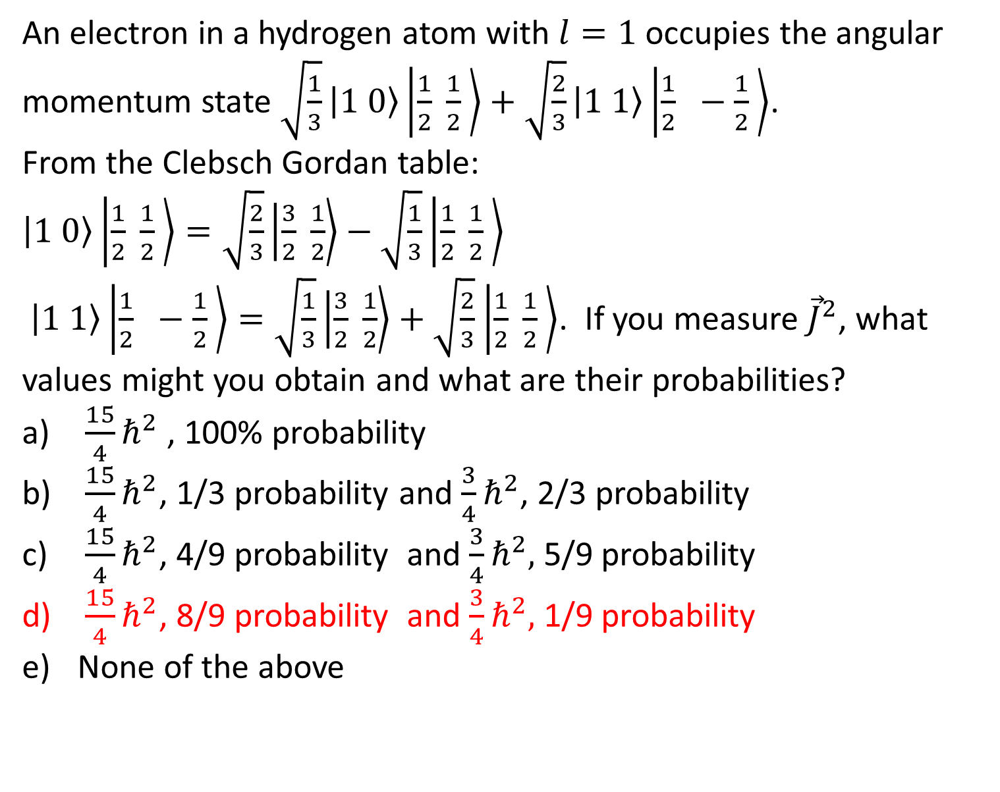 An electron in a hydrogen atom with $l = 1$ occupies the angular
momentum state $\sqrt{\frac{1}{3}}|1\ 0\rangle\left|\frac{1}{2}\ \frac{1}{2}\right\rangle + \sqrt{\frac{2}{3}}|1\ 1\rangle\left|\frac{1}{2}\ -\frac{1}{2}\right\rangle$.
From the Clebsch Gordan table:
$|1\ 0\rangle\left|\frac{1}{2}\ \frac{1}{2}\right\rangle = \sqrt{\frac{2}{3}}\left|\frac{3}{2}\ \frac{1}{2}\right\rangle - \sqrt{\frac{1}{3}}\left|\frac{1}{2}\ \frac{1}{2}\right\rangle$
$|1\ 1\rangle\left|\frac{1}{2}\ -\frac{1}{2}\right\rangle = \sqrt{\frac{1}{3}}\left|\frac{3}{2}\ \frac{1}{2}\right\rangle + \sqrt{\frac{2}{3}}\left|\frac{1}{2}\ \frac{1}{2}\right\rangle$. If you measure $\vec{J}^2$, what
values might you obtain and what are their probabilities?
a) $\frac{15}{4}\hbar^2$ , 100% probability
b) $\frac{15}{4}\hbar^2$, 1/3 probability and $\frac{3}{4}\hbar^2$, 2/3 probability
c) $\frac{15}{4}\hbar^2$, 4/9 probability and $\frac{3}{4}\hbar^2$, 5/9 probability
d) $\frac{15}{4}\hbar^2$, 8/9 probability and $\frac{3}{4}\hbar^2$, 1/9 probability
e) None of the above